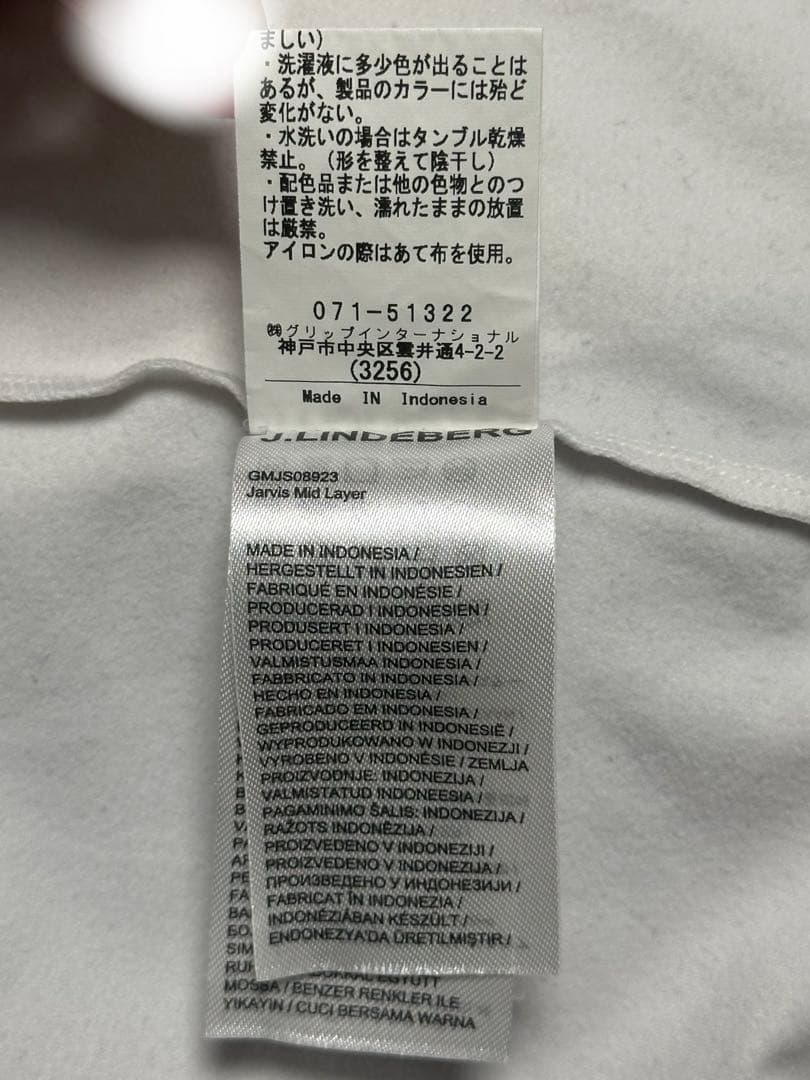 ましい)
・洗濯液に多少色が出ることは
あるが、製品のカラーには殆ど
変化がない。
・水洗いの場合はタンブル乾燥
禁止。(形を整えて陰干し)
・配色品または他の色物とのつ
け置き洗い、濡れたままの放置
は厳禁。
アイロンの際はあて布を使用。
071-51322
㈱グリップインターナショナル
神戸市中央区雲井通4-2-2
(3256)
Made IN Indonesia
J.LINDEBERG
GMJS08923
Jarvis Mid Layer
MADE IN INDONESIA /
HERGESTELLT IN INDONESIEN /
FABRIQUÉ EN INDONÉSIE /
PRODUCERAD I INDONESIEN /
PRODUSERT I INDONESIA /
PRODUCERET I INDONESIEN /
VALMISTUSMAA INDONESIA /
FABBRICATO IN INDONESIA /
HECHO EN INDONESIA /
FABRICADO EM INDONESIA /
GEPRODUCEERD IN INDONESIË /
WYPRODUKOWANO W INDONEZJI /
VYROBENO V INDONÉSIE / ZEMLJA
PROIZVODNJE: INDONEZIJA /
VALMISTATUD INDONEESIA /
PAGAMINIMO ŠALIS: INDONEZIJA /
RAŽOTS INDONĒZIJA /
PROIZVEDENO V INDONEZIJI /
PROIZVEDENO V INDONEZIJA /
ПРОИЗВЕДЕНО У ИНДОНЕЗИЈИ /
FABRICAT ÎN INDONEZIA /
INDONÉZIÁBAN KÉSZÜLT /
ENDONEZYA'DA ÜRETILMIŞTIR /
EGYÜTT
MOSSA / BENZER RENKLER ILE
YIKAYIN / CUCI BERSAMA WARNA